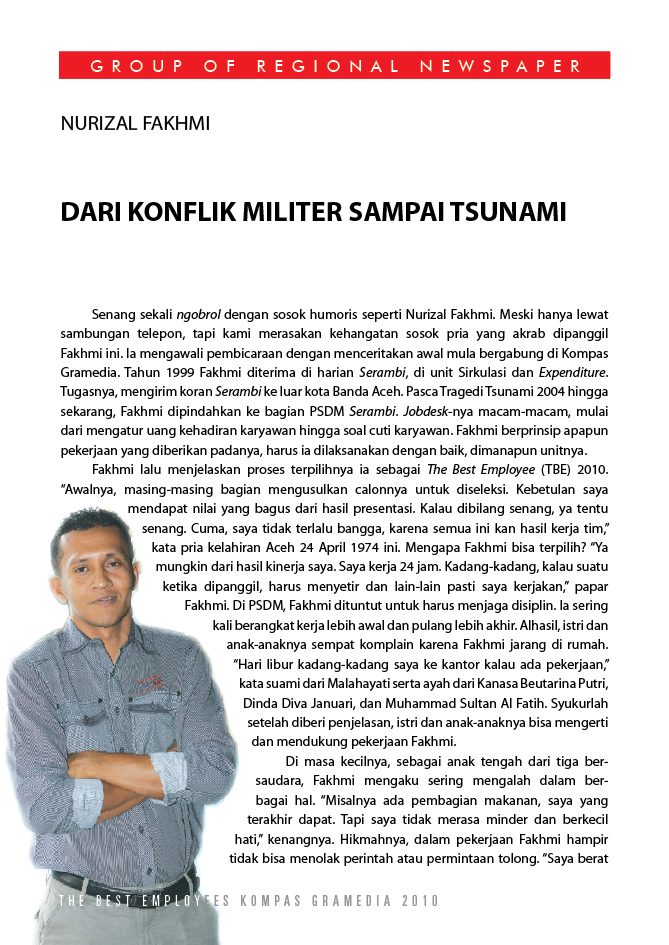 GROUP OF REGIONAL NEWSPAPER
NURIZAL FAKHMI
DARI KONFLIK MILITER SAMPAI TSUNAMI
Senang sekali ngobrol dengan sosok humoris seperti Nurizal Fakhmi. Meski hanya lewat
sambungan telepon, tapi kami merasakan kehangatan sosok pria yang akrab dipanggil
Fakhmi ini. Ia mengawali pembicaraan dengan menceritakan awal mula bergabung di Kompas
Gramedia. Tahun 1999 Fakhmi diterima di harian Serambi, di unit Sirkulasi dan Expenditure.
Tugasnya, mengirim koran Serambi ke luar kota Banda Aceh. Pasca Tragedi Tsunami 2004 hingga
sekarang, Fakhmi dipindahkan ke bagian PSDM Serambi. Jobdesk-nya macam-macam, mulai
dari mengatur uang kehadiran karyawan hingga soal cuti karyawan. Fakhmi berprinsip apapun
pekerjaan yang diberikan padanya, harus ia dilaksanakan dengan baik, dimanapun unitnya.
Fakhmi lalu menjelaskan proses terpilihnya ia sebagai The Best Employee (TBE) 2010.
“Awalnya, masing-masing bagian mengusulkan calonnya untuk diseleksi. Kebetulan saya
mendapat nilai yang bagus dari hasil presentasi. Kalau dibilang senang, ya tentu
senang. Cuma, saya tidak terlalu bangga, karena semua ini kan hasil kerja tim,”
kata pria kelahiran Aceh 24 April 1974 ini. Mengapa Fakhmi bisa terpilih? “Ya
mungkin dari hasil kinerja saya. Saya kerja 24 jam. Kadang-kadang, kalau suatu
ketika dipanggil, harus menyetir dan lain-lain pasti saya kerjakan,” papar
Fakhmi. Di PSDM, Fakhmi dituntut untuk harus menjaga disiplin. Ia sering
kali berangkat kerja lebih awal dan pulang lebih akhir. Alhasil, istri dan
anak-anaknya sempat komplain karena Fakhmi jarang di rumah.
“Hari libur kadang-kadang saya ke kantor kalau ada pekerjaan,”
kata suami dari Malahayati serta ayah dari Kanasa Beutarina Putri,
Dinda Diva Januari, dan Muhammad Sultan Al Fatih. Syukurlah
setelah diberi penjelasan, istri dan anak-anaknya bisa mengerti
dan mendukung pekerjaan Fakhmi.
Di masa kecilnya, sebagai anak tengah dari tiga ber-
saudara, Fakhmi mengaku sering mengalah dalam ber-
bagai hal. “Misalnya ada pembagian makanan, saya yang
terakhir dapat. Tapi saya tidak merasa minder dan berkecil
hati,” kenangnya. Hikmahnya, dalam pekerjaan Fakhmi hampir
tidak bisa menolak perintah atau permintaan tolong. “Saya berat
THE BEST EMPLOYEES KOMPAS GRAMEDIA 2010